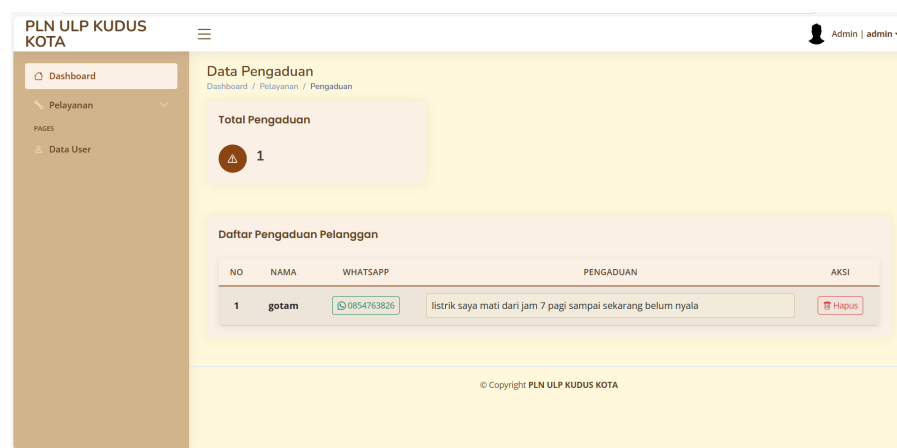 PLN ULP KUDUS
KOTA
Admin | admin
Dashboard
Pelayanan
PAGES
Data User
Data Pengaduan
Dashboard / Pelayanan / Pengaduan
Total Pengaduan
1
Daftar Pengaduan Pelanggan
NO NAMA WHATSAPP PENGADUAN AKSI
1 gotam 0854763826 listrik saya mati dari jam 7 pagi sampai sekarang belum nyala Hapus
© Copyright PLN ULP KUDUS KOTA